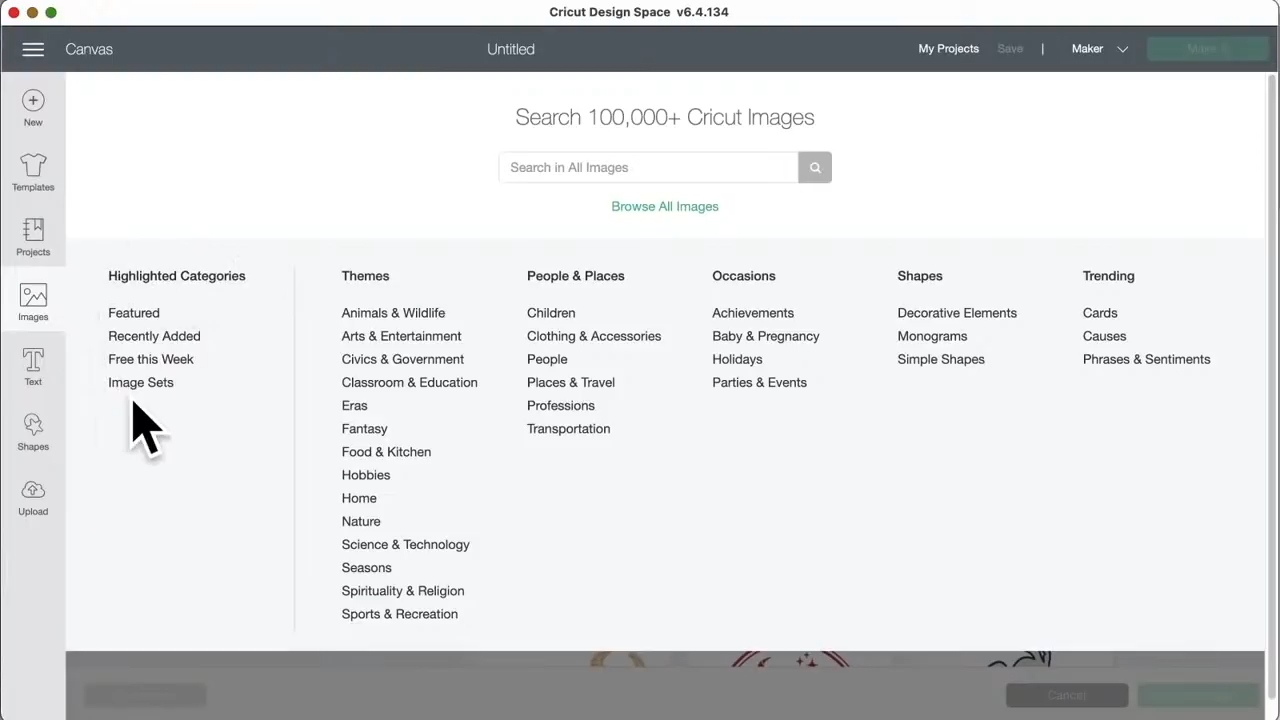 Cricut Design Space v6.4.134
Canvas
Untitled
My Projects
Save
|
Maker
Make It
New
Templates
Projects
Images
Text
Shapes
Upload
Search 100,000+ Cricut Images
Search in All Images
Browse All Images
Highlighted Categories
Featured
Recently Added
Free this Week
Image Sets
Themes
Animals & Wildlife
Arts & Entertainment
Civics & Government
Classroom & Education
Eras
Fantasy
Food & Kitchen
Hobbies
Home
Nature
Science & Technology
Seasons
Spirituality & Religion
Sports & Recreation
People & Places
Children
Clothing & Accessories
People
Places & Travel
Professions
Transportation
Occasions
Achievements
Baby & Pregnancy
Holidays
Parties & Events
Shapes
Decorative Elements
Monograms
Simple Shapes
Trending
Cards
Causes
Phrases & Sentiments
Cancel